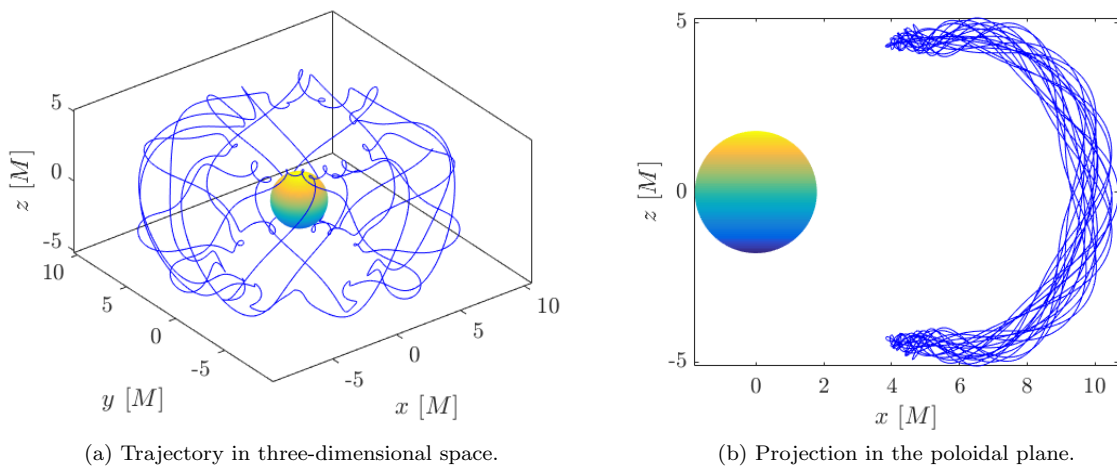 5
0
-5
z [M]
10
5
0
-5
y [M]
-5
0
5
10
x [M]
(a) Trajectory in three-dimensional space.
5
0
-5
z [M]
0
2
4
6
8
10
x [M]
(b) Projection in the poloidal plane.